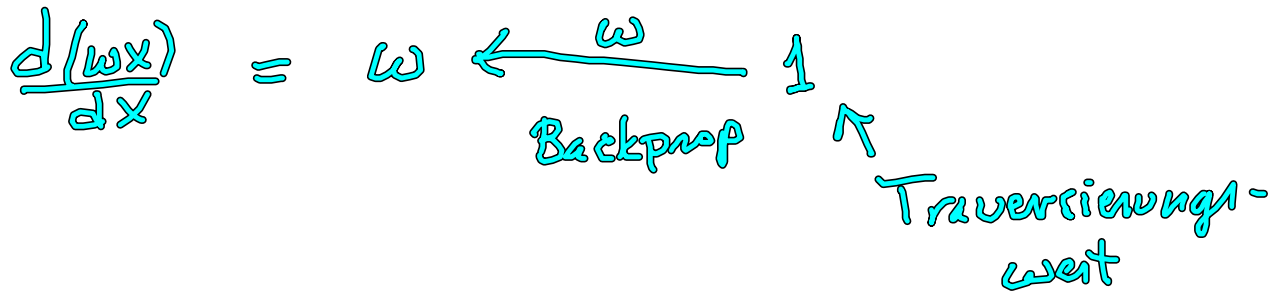 d(wx)/dx = w ← w 1
Backprop
Traversierungs-
wert